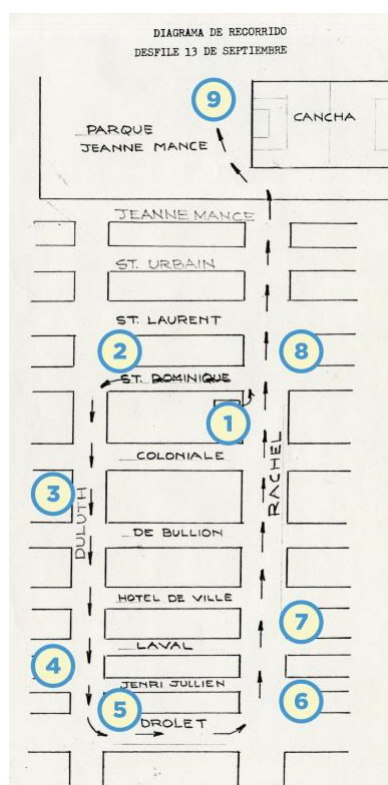 DIAGRAMA DE RECORRIDO
DESFILE 13 DE SEPTIEMBRE
9
CANCHA
PARQUE
JEANNE MANCE
JEANNE MANCE
ST. URBAIN
ST. LAURENT
2
8
ST. DOMINIQUE
1
COLONIALE
RACHEL
3
DULUTH
DE BULLION
HOTEL DE VILLE
7
LAVAL
4
JENRI JULLIEN
5
6
DROLET